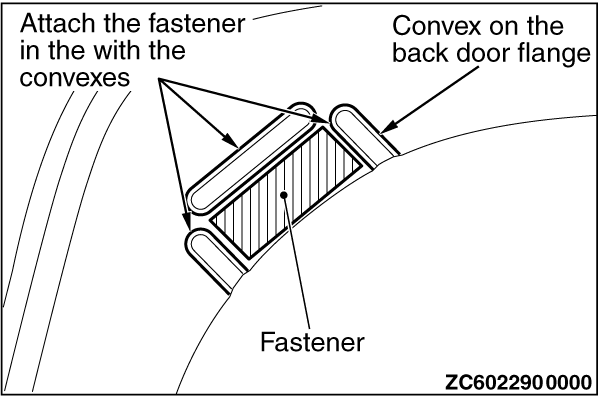 Attach the fastener
in the with the
convexes
Convex on the
back door flange
Fastener
ZC6022900000